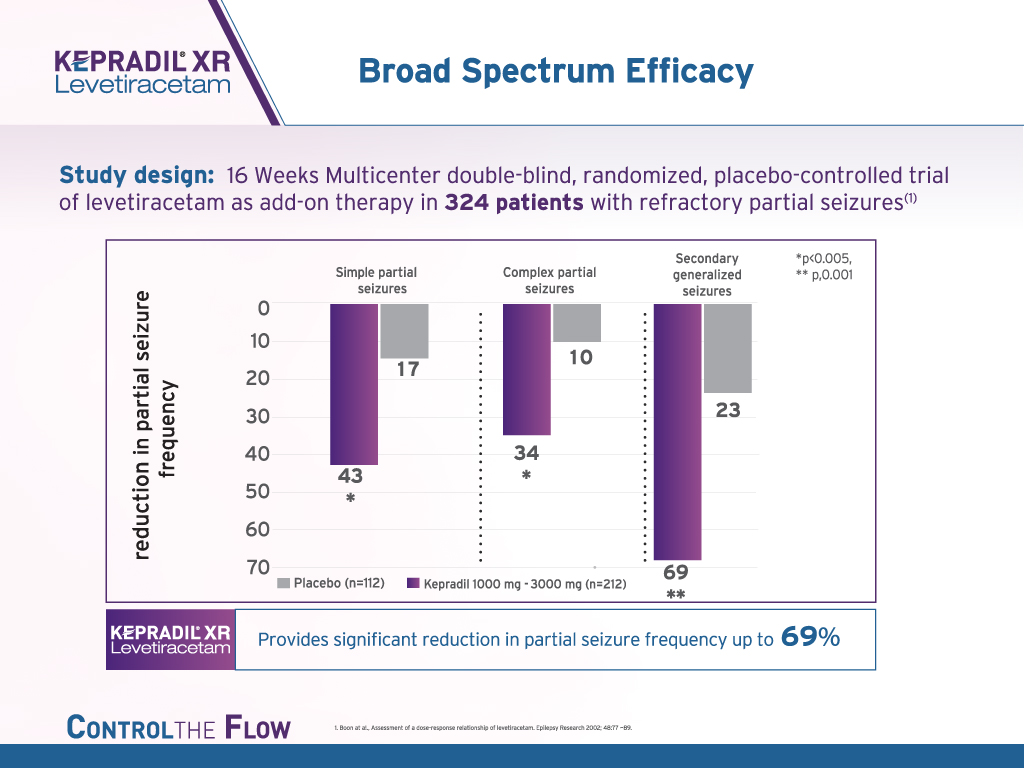 KEPRADIL® XR
Levetiracetam
Broad Spectrum Efficacy
Study design: 16 Weeks Multicenter double-blind, randomized, placebo-controlled trial
of levetiracetam as add-on therapy in 324 patients with refractory partial seizures(1)
reduction in partial seizure
frequency
Simple partial
seizures
Complex partial
seizures
Secondary
generalized
seizures
*p<0.005,
** p,0.001
0
10
20
30
40
50
60
70
17
43
*
10
34
*
23
69
**
Placebo (n=112)
Kepradil 1000 mg - 3000 mg (n=212)
KEPRADIL® XR
Levetiracetam
Provides significant reduction in partial seizure frequency up to 69%
CONTROL THE FLOW
1. Boon at al., Assessment of a dose-response relationship of levetiracetam. Epilepsy Research 2002; 48:77 –89.